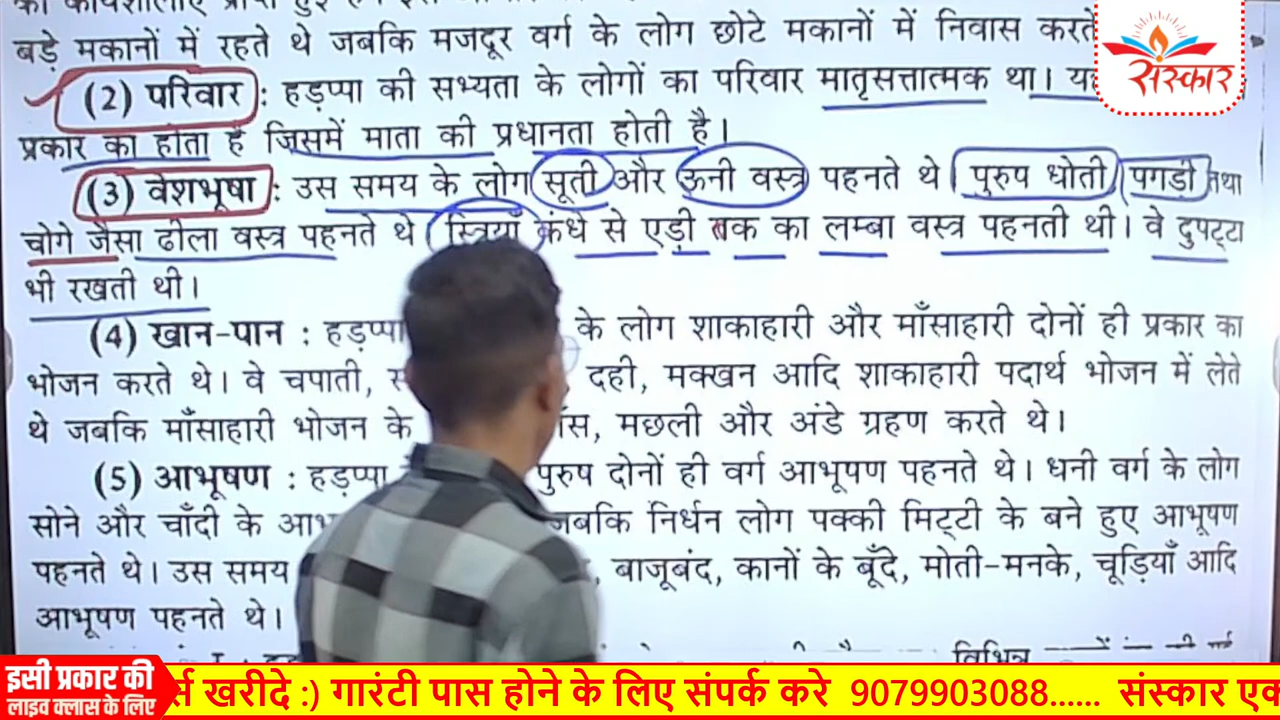 बड़े मकानों में रहते थे जबकि मजदूर वर्ग के लोग छोटे मकानों में निवास करते
संस्कार
(2) परिवार : हड़प्पा की सभ्यता के लोगों का परिवार मातृसत्तात्मक था।
प्रकार का होता है जिसमें माता की प्रधानता होती है।
(3) वेशभूषा : उस समय के लोग सूती और ऊनी वस्त्र पहनते थे पुरुष धोती पगडी तथा
चोगे जैसा ढीला वस्त्र पहनते थे स्त्रियाँ कंधे से एड़ी तक का लम्बा वस्त्र पहनती थी। वे दुपट्टा
भी रखती थी।
(4) खान-पान : हड़प्पा के लोग शाकाहारी और माँसाहारी दोनों ही प्रकार का
भोजन करते थे। वे चपाती, दही, मक्खन आदि शाकाहारी पदार्थ भोजन में लेते
थे जबकि माँसाहारी भोजन के मछली और अंडे ग्रहण करते थे।
(5) आभूषण : हड़प्पा पुरुष दोनों ही वर्ग आभूषण पहनते थे। धनी वर्ग के लोग
सोने और चाँदी के जबकि निर्धन लोग पक्की मिट्टी के बने हुए आभूषण
पहनते थे। उस समय बाजूबंद, कानों के बूँदे, मोती-मनके, चूड़ियाँ आदि
आभूषण पहनते थे।
इसी प्रकार की
लाइव क्लास के लिए
र्स खरीदे :) गारंटी पास होने के लिए संपर्क करे 9079903088...... संस्कार एक